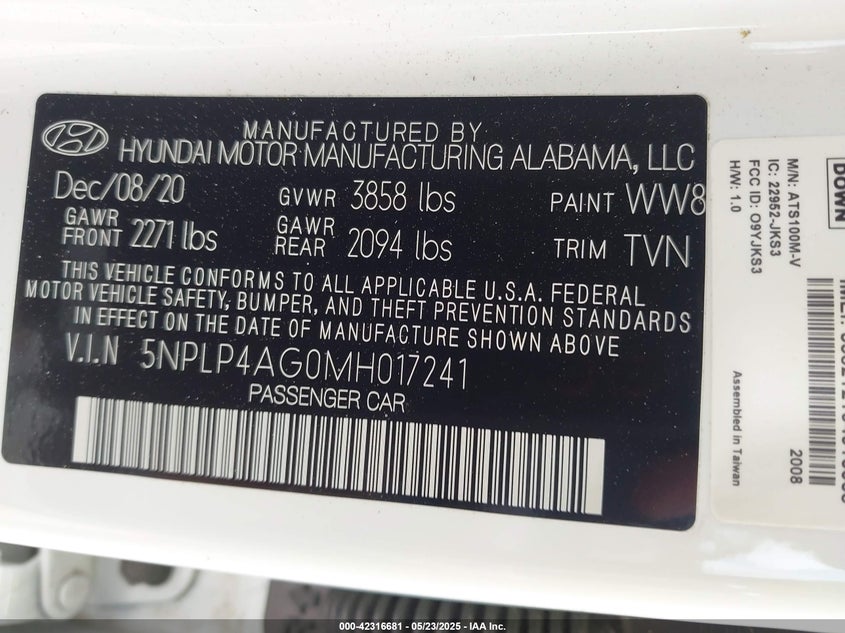 MANUFACTURED BY
HYUNDAI MOTOR MANUFACTURING ALABAMA, LLC
Dec/08/20 GVWR 3858 lbs PAINT WW8
GAWR FRONT 2271 lbs GAWR REAR 2094 lbs TRIM TVN
THIS VEHICLE CONFORMS TO ALL APPLICABLE U.S.A. FEDERAL
MOTOR VEHICLE SAFETY, BUMPER, AND THEFT PREVENTION STANDARDS
IN EFFECT ON THE DATE OF MANUFACTURE SHOWN ABOVE
V.I.N 5NPLP4AG0MH017241
PASSENGER CAR
DOWN
M/N: ATS100M-V
IC: 22952-JKS3
FCC ID: O9YJKS3
H/W: 1.0
Assembled in Taiwan
2008
000-42316681 - 05/23/2025 - IAA Inc.